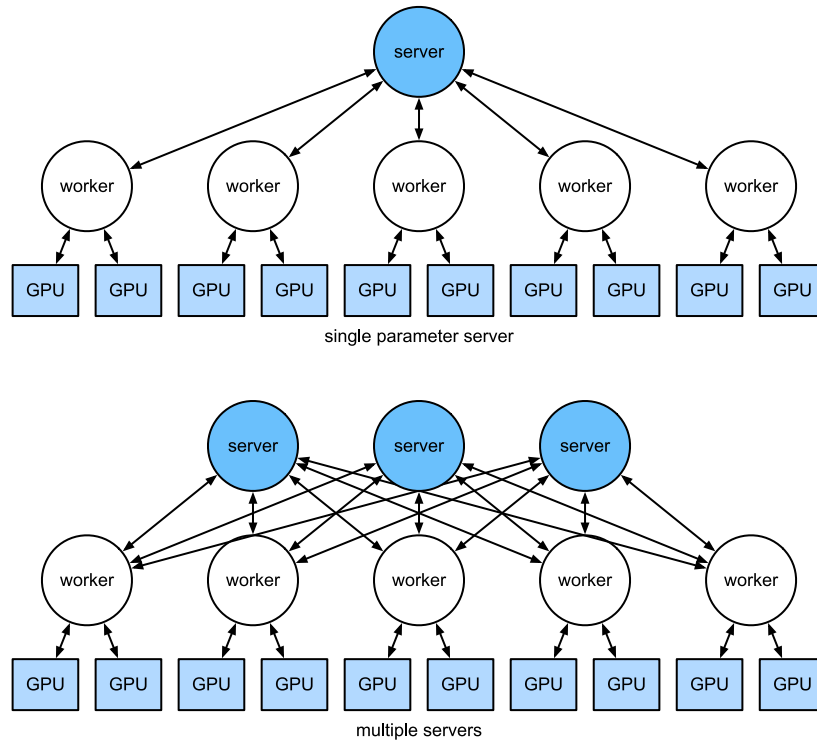 server
worker worker worker worker worker
GPU GPU GPU GPU GPU GPU GPU GPU GPU GPU
single parameter server
server server server
worker worker worker worker worker
GPU GPU GPU GPU GPU GPU GPU GPU GPU GPU
multiple servers